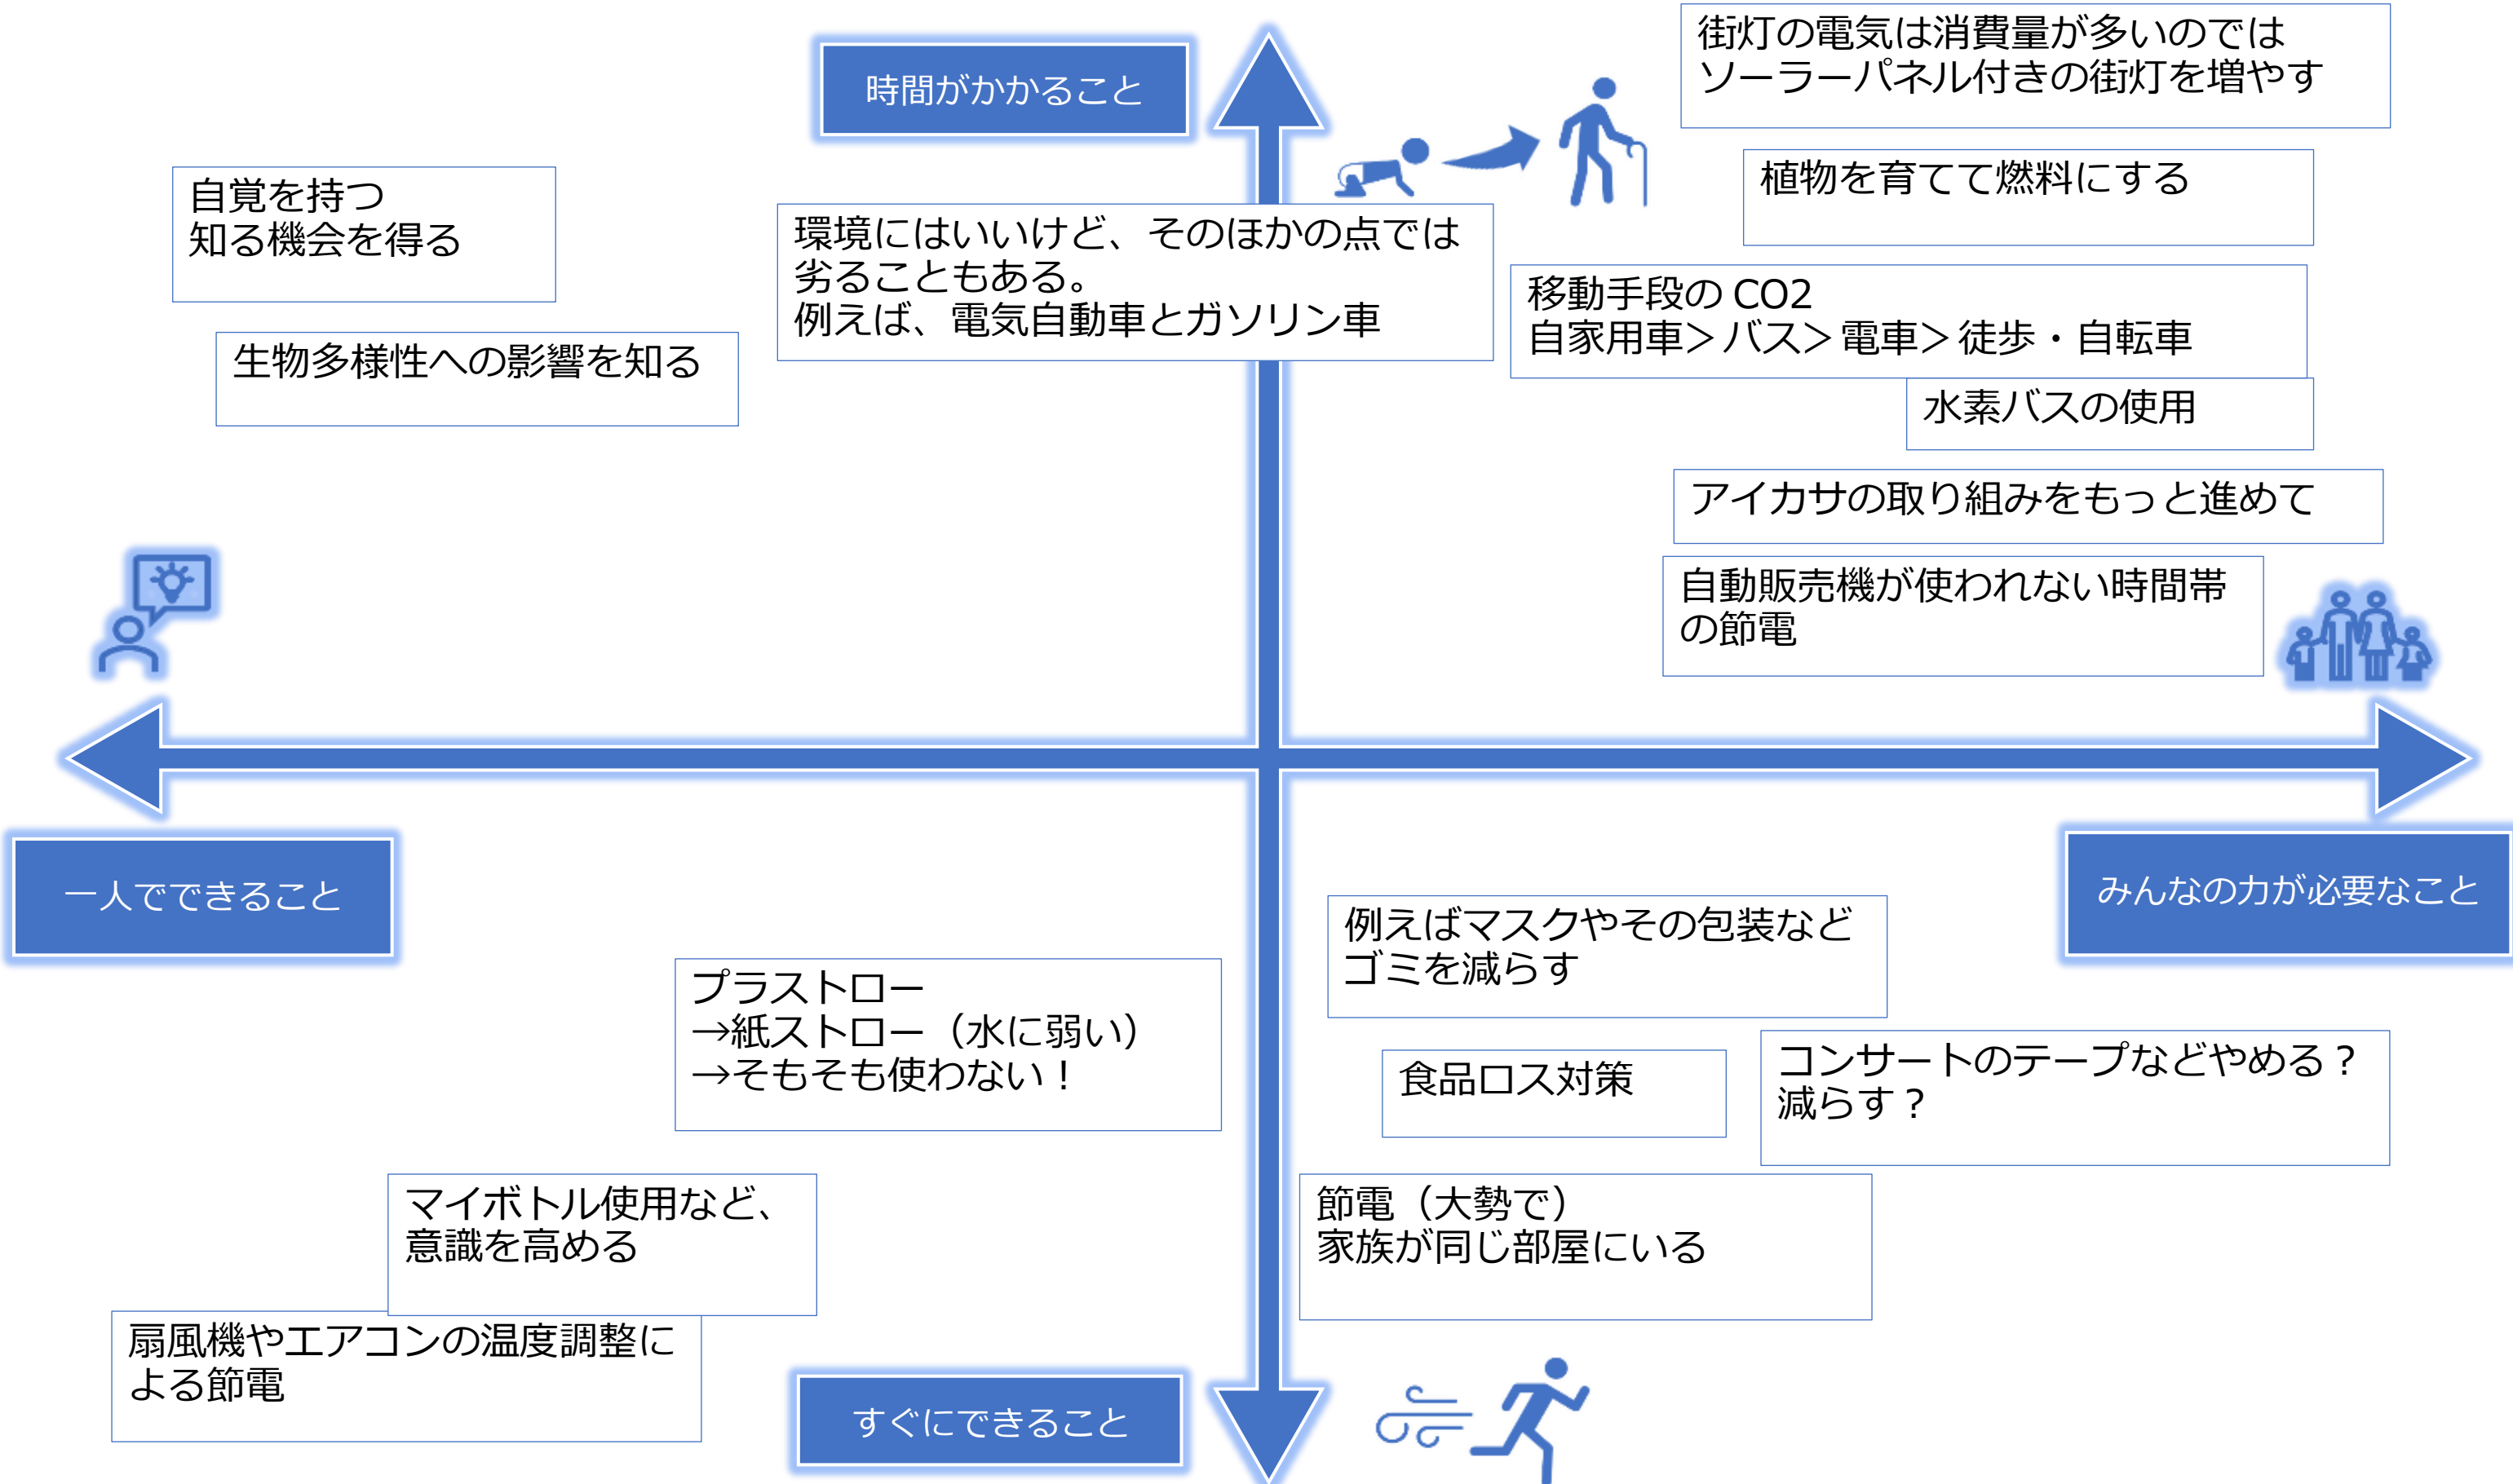 時間がかかること
街灯の電気は消費量が多いのでは
ソーラーパネル付きの街灯を増やす
植物を育てて燃料にする
自覚を持つ
知る機会を得る
環境にはいいけど、そのほかの点では
劣ることもある。
例えば、電気自動車とガソリン車
移動手段の CO2
自家用車＞バス＞電車＞徒歩・自転車
生物多様性への影響を知る
水素バスの使用
アイカサの取り組みをもっと進めて
自動販売機が使われない時間帯
の節電
一人でできること
みんなの力が必要なこと
例えばマスクやその包装など
ゴミを減らす
プラストロー
→紙ストロー（水に弱い）
→そもそも使わない！
食品ロス対策
コンサートのテープなどやめる？
減らす？
マイボトル使用など、
意識を高める
節電（大勢で）
家族が同じ部屋にいる
扇風機やエアコンの温度調整に
よる節電
すぐにできること